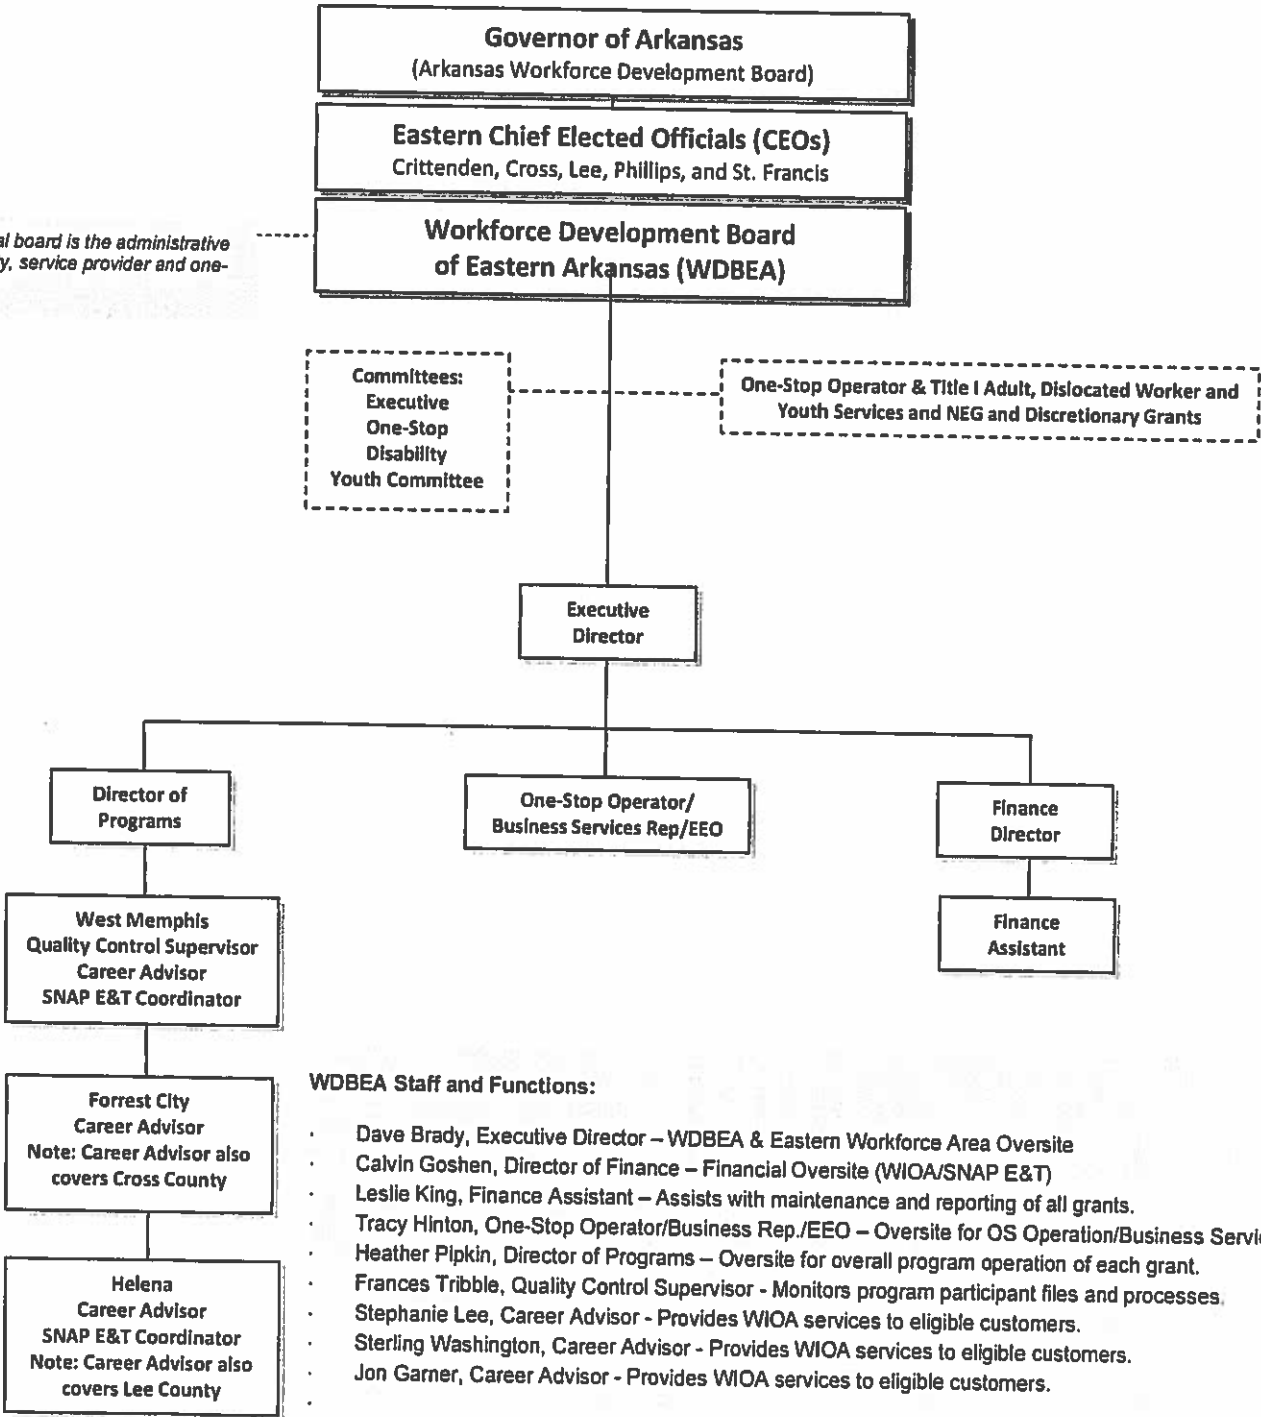 Governor of Arkansas
(Arkansas Workforce Development Board)
Eastern Chief Elected Officials (CEOs)
Crittenden, Cross, Lee, Phillips, and St. Francis
Workforce Development Board
of Eastern Arkansas (WDBEA)
board is the administrative
service provider and one-
Committees:
Executive
One-Stop
Disability
Youth Committee
One-Stop Operator & Title I Adult, Dislocated Worker and
Youth Services and NEG and Discretionary Grants
Executive
Director
Director of
Programs
One-Stop Operator/
Business Services Rep/EEO
Finance
Director
West Memphis
Quality Control Supervisor
Career Advisor
SNAP E&T Coordinator
Finance
Assistant
Forrest City
Career Advisor
Note: Career Advisor also
covers Cross County
Helena
Career Advisor
SNAP E&T Coordinator
Note: Career Advisor also
covers Lee County
WDBEA Staff and Functions:
· Dave Brady, Executive Director – WDBEA & Eastern Workforce Area Oversite
· Calvin Goshen, Director of Finance – Financial Oversite (WIOA/SNAP E&T)
· Leslie King, Finance Assistant – Assists with maintenance and reporting of all grants.
· Tracy Hinton, One-Stop Operator/Business Rep./EEO – Oversite for OS Operation/Business Servi
· Heather Pipkin, Director of Programs – Oversite for overall program operation of each grant.
· Frances Tribble, Quality Control Supervisor - Monitors program participant files and processes.
· Stephanie Lee, Career Advisor - Provides WIOA services to eligible customers.
· Sterling Washington, Career Advisor - Provides WIOA services to eligible customers.
· Jon Garner, Career Advisor - Provides WIOA services to eligible customers.
·